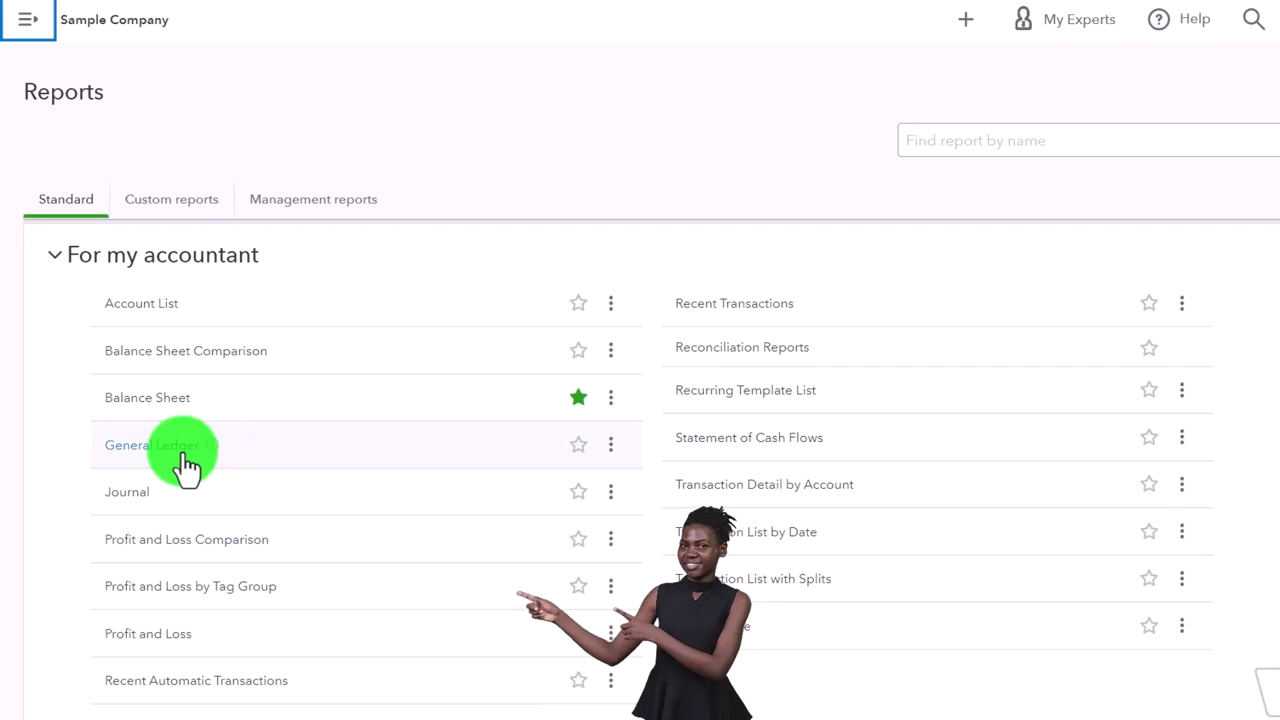 Sample Company
My Experts
Help
Reports
Find report by name
Standard
Custom reports
Management reports
For my accountant
Account List
Balance Sheet Comparison
Balance Sheet
General Ledger
Journal
Profit and Loss Comparison
Profit and Loss by Tag Group
Profit and Loss
Recent Automatic Transactions
Recent Transactions
Reconciliation Reports
Recurring Template List
Statement of Cash Flows
Transaction Detail by Account
List by Date
List with Splits